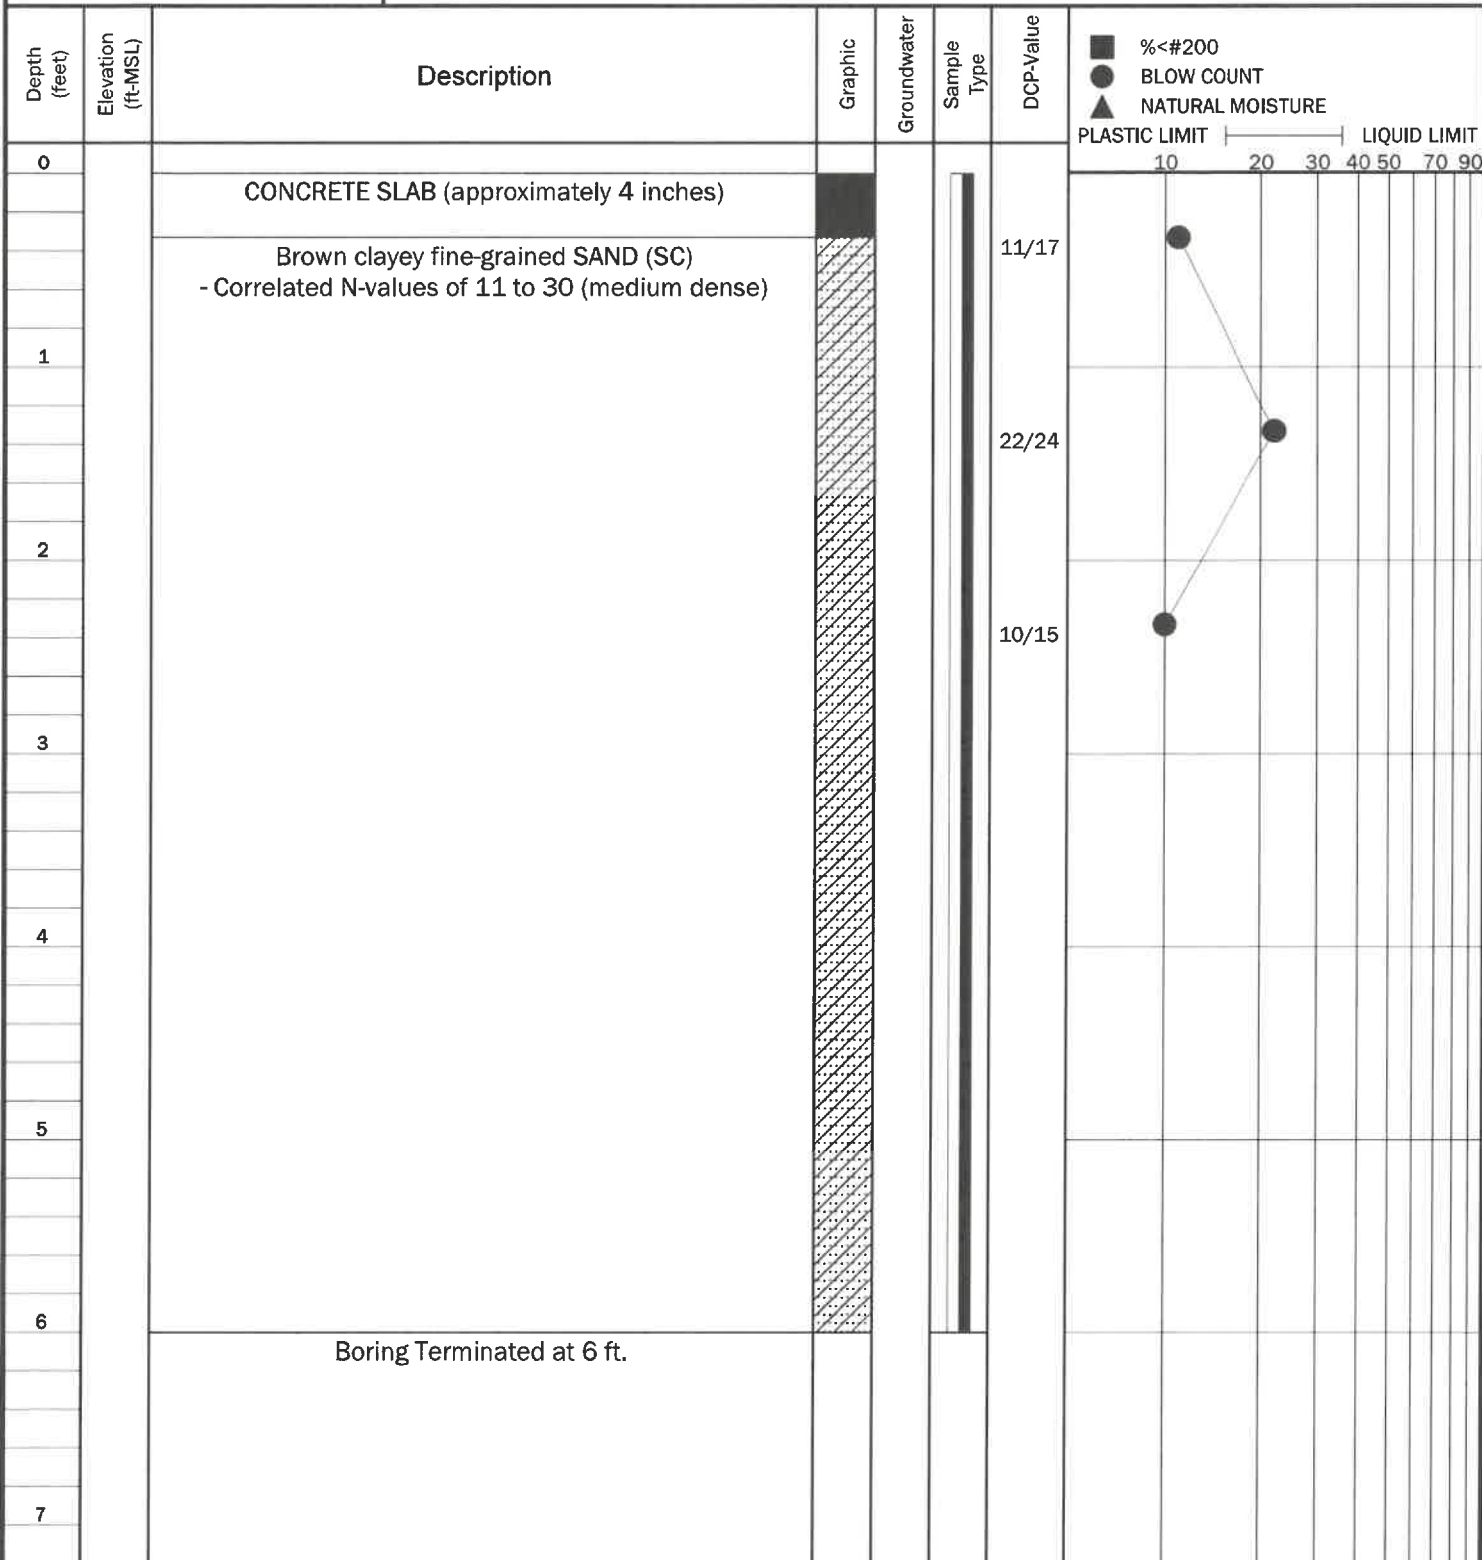 Depth
(feet)
Elevation
(ft-MSL)
Description
Graphic
Groundwater
Sample
Type
DCP-Value
%<#200
BLOW COUNT
NATURAL MOISTURE
PLASTIC LIMIT LIQUID LIMIT
10 20 30 40 50 70 90
0
CONCRETE SLAB (approximately 4 inches)
Brown clayey fine-grained SAND (SC)
- Correlated N-values of 11 to 30 (medium dense)
11/17
1
22/24
2
10/15
3
4
5
6
Boring Terminated at 6 ft.
7